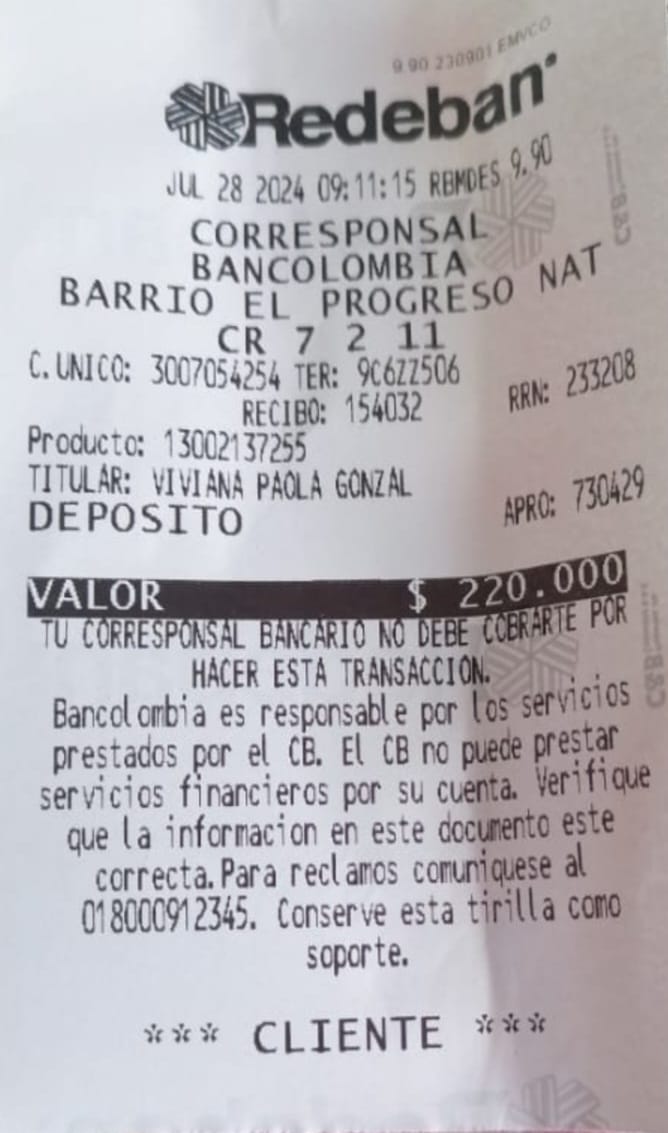 9 90 230901 EMVCO
Redeban
JUL 28 2024 09:11:15 RBMDES 9.90
CORRESPONSAL
BANCOLOMBIA
BARRIO EL PROGRESO NAT
CR 7 2 11
C.UNICO: 3007054254 TER: 9C6ZZ506
RECIBO: 154032 RRN: 233208
Producto: 13002137255
TITULAR: VIVIANA PAOLA GONZAL
DEPOSITO APRO: 730429
VALOR $ 220.000
TU CORRESPONSAL BANCARIO NO DEBE COBRARTE POR
HACER ESTA TRANSACCION.
Bancolombia es responsable por los servicios
prestados por el CB. El CB no puede prestar
servicios financieros por su cuenta. Verifique
que la informacion en este documento este
correcta. Para reclamos comuniquese al
018000912345. Conserve esta tirilla como
soporte.
*** CLIENTE ***